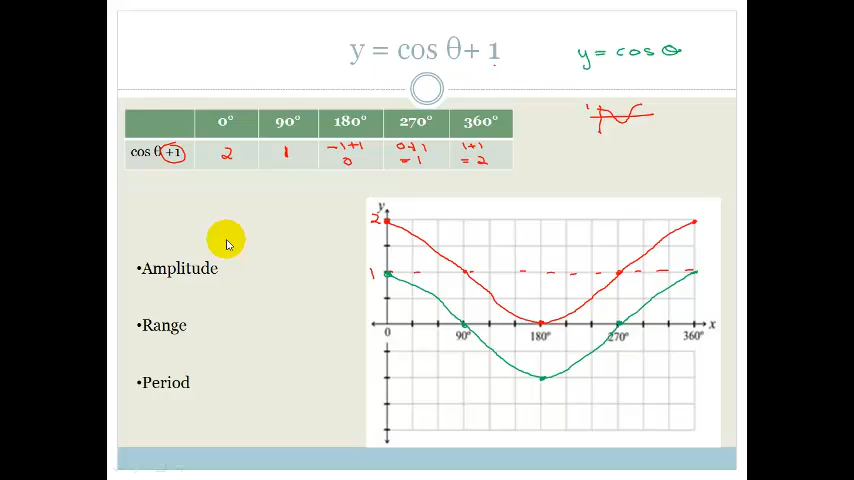 y = cos θ+ 1
y = cos θ
1
0° 90° 180° 270° 360°
cos θ +1 2 1 -1+1 0 0+1 = 1 1+1 = 2
•Amplitude
•Range
•Period
y
2
1
0 90° 180° 270° 360° x